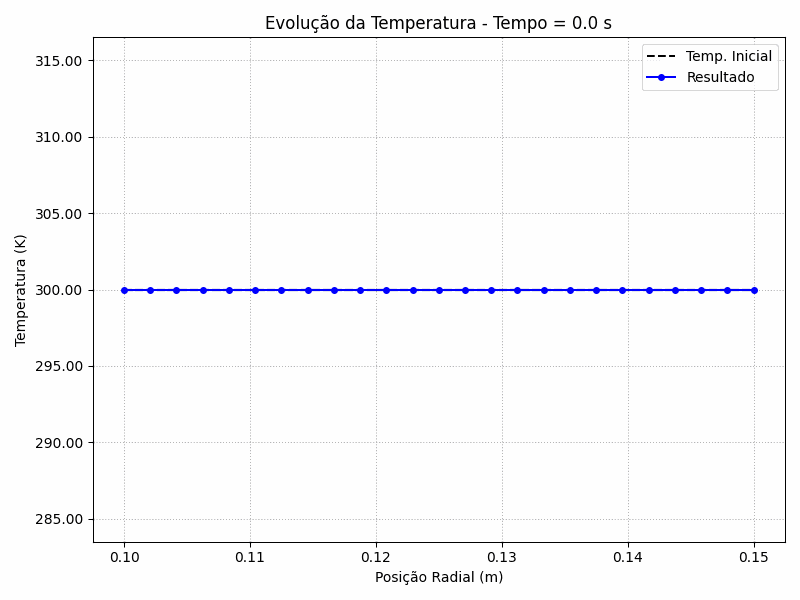 Evolução da Temperatura - Tempo = 0.0 s
Temp. Inicial
Resultado
315.00
310.00
305.00
300.00
295.00
290.00
285.00
Temperatura (K)
0.10 0.11 0.12 0.13 0.14 0.15
Posição Radial (m)